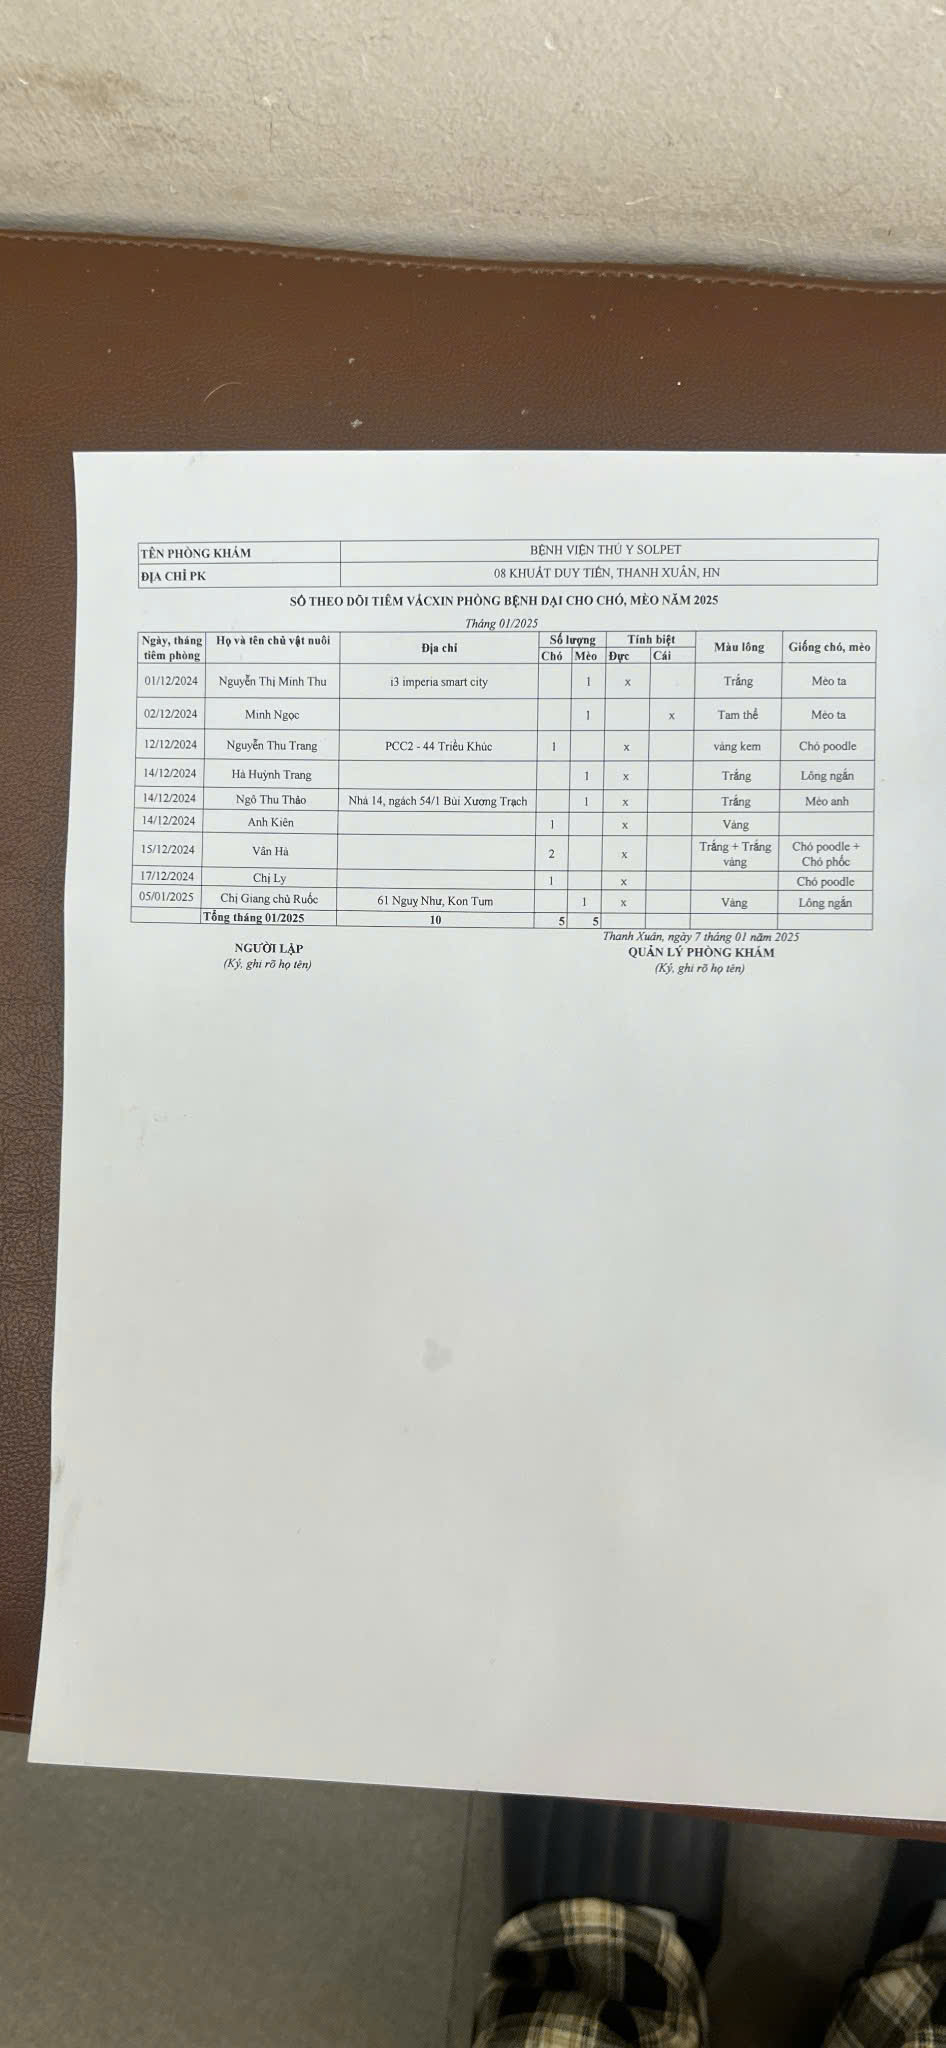 TÊN PHÒNG KHÁM BỆNH VIỆN THÚ Y SOLPET
ĐỊA CHỈ PK 08 KHUẤT DUY TIẾN, THANH XUÂN, HN
SỔ THEO DÕI TIÊM VẮCXIN PHÒNG BỆNH DẠI CHO CHÓ, MÈO NĂM 2025
Tháng 01/2025
Ngày, tháng tiêm phòng Họ và tên chủ vật nuôi Địa chỉ Số lượng Tính biệt Màu lông Giống chó, mèo
Chó Mèo Đực Cái
01/12/2024 Nguyễn Thị Minh Thu i3 imperia smart city 1 x Trắng Mèo ta
02/12/2024 Minh Ngọc 1 x Tam thể Mèo ta
12/12/2024 Nguyễn Thu Trang PCC2 - 44 Triều Khúc 1 x vàng kem Chó poodle
14/12/2024 Hà Huỳnh Trang 1 x Trắng Lông ngắn
14/12/2024 Ngô Thu Thảo Nhà 14, ngách 54/1 Bùi Xương Trạch 1 x Trắng Mèo anh
14/12/2024 Anh Kiên 1 x Vàng
15/12/2024 Vân Hà 2 x Trắng + Trắng vàng Chó poodle + Chó phốc
17/12/2024 Chị Ly 1 x Chó poodle
05/01/2025 Chị Giang chủ Ruốc 61 Ngụy Như, Kon Tum 1 x Vàng Lông ngắn
Tổng tháng 01/2025 10 5 5
Thanh Xuân, ngày 7 tháng 01 năm 2025
NGƯỜI LẬP QUẢN LÝ PHÒNG KHÁM
(Ký, ghi rõ họ tên) (Ký, ghi rõ họ tên)